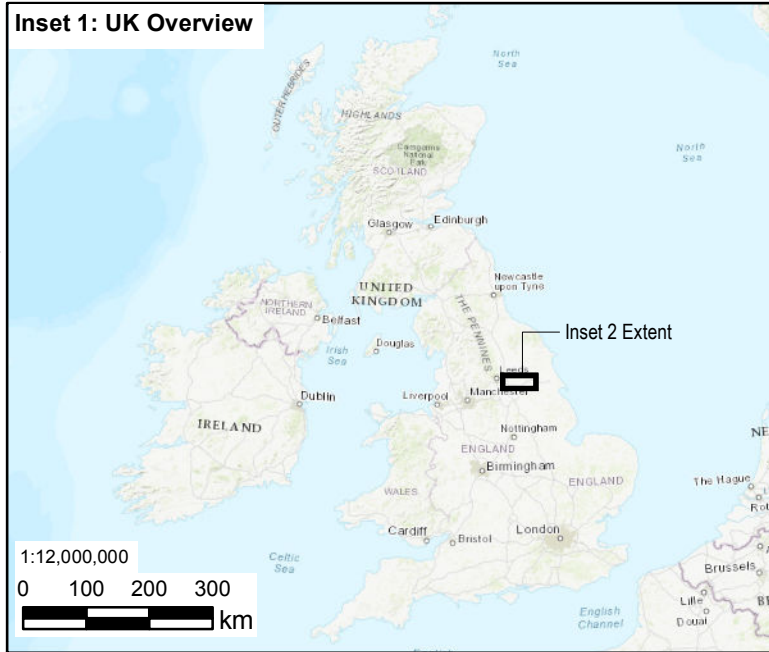 Inset 1: UK Overview
North
Sea
OUTER HEBRIDES
HIGHLANDS
Cairngorms
National
Park
SCOTLAND
North
Sea
Glasgow
Edinburgh
Newcastle
upon Tyne
UNITED
KINGDOM
NORTHERN
IRELAND
Belfast
THE PENNINES
Inset 2 Extent
Irish
Sea
Douglas
Leeds
Dublin
Liverpool
Manchester
IRELAND
Nottingham
NE
ENGLAND
Birmingham
WALES
ENGLAND
The Hague
Ro
Cardiff
Bristol
London
1:12,000,000
Celtic
Sea
Brussels
0 100 200 300
km
English
Channel
Lille
Douai
B